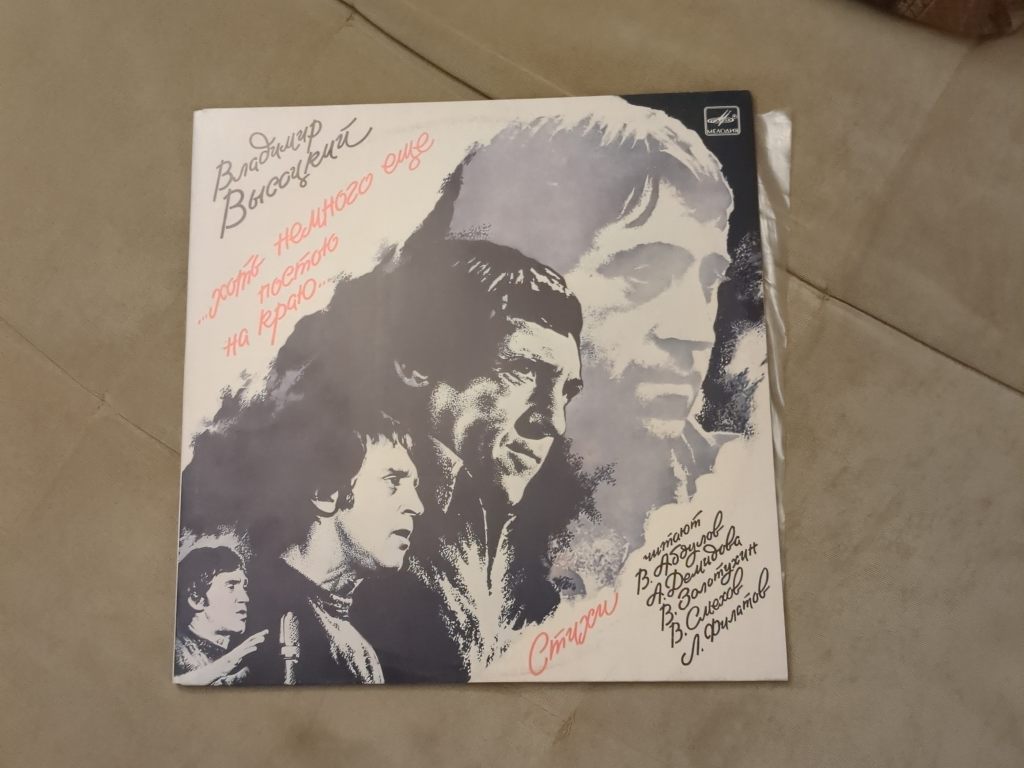 Владимир
Высоцкий
...хоть немного еще
постою
на краю...
МЕЛОДИЯ
Стихи
читают
В. Абдулов
А. Демидова
В. Золотухин
В. Смехов
Л. Филатов